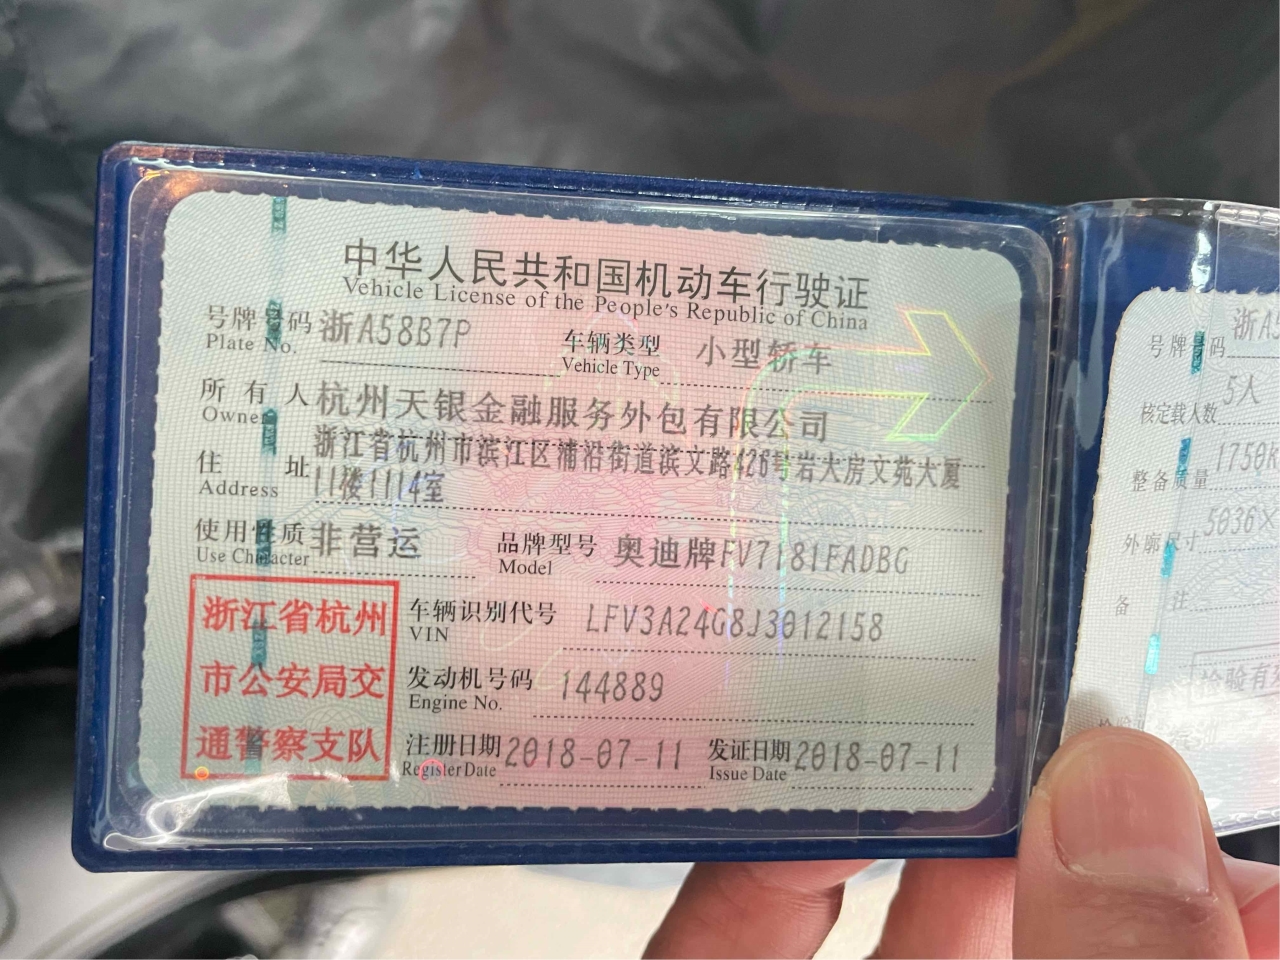 中华人民共和国机动车行驶证
Vehicle License of the People's Republic of China
号牌号码 浙A58B7P 车辆类型 小型轿车
Plate No. Vehicle Type
所有人 杭州天银金融服务外包有限公司
Owner
住址 浙江省杭州市滨江区浦沿街道滨文路426号岩大房文苑大厦
Address 11楼1114室
使用性质 非营运 品牌型号 奥迪牌FV7181FADBG
Use Character Model
浙江省杭州
市公安局交
通警察支队
车辆识别代号 LFV3A24G8J3012158
VIN
发动机号码 144889
Engine No.
注册日期 2018-07-11 发证日期 2018-07-11
Register Date Issue Date
号牌号码 浙A5
核定载人数 5人
整备质量 1750K
外廓尺寸 5036×
备注
检验有效